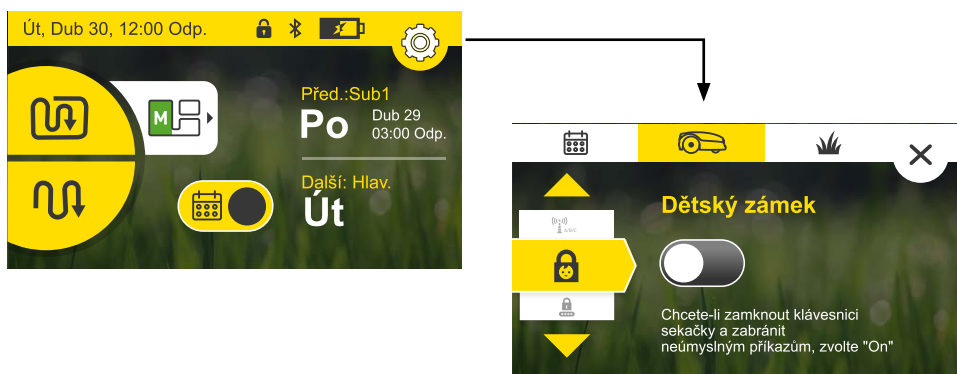 Út, Dub 30, 12:00 Odp.
M
Před.:Sub1
Po
Dub 29
03:00 Odp.
Další: Hlav.
Út
Dětský zámek
A/B/C
Chcete-li zamknout klávesnici
sekačky a zabránit
neúmyslným příkazům, zvolte "On"